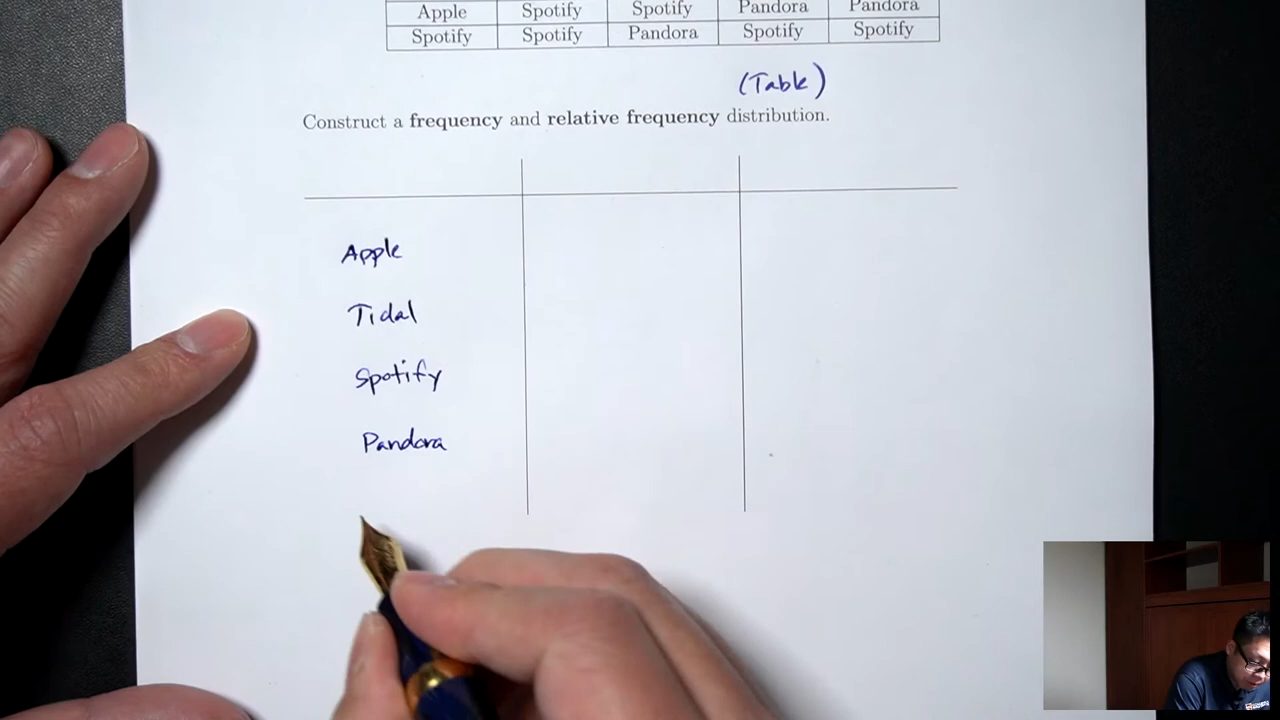 Apple Spotify Spotify Pandora Pandora
Spotify Spotify Pandora Spotify Spotify
(Table)
Construct a frequency and relative frequency distribution.
Apple
Tidal
Spotify
Pandora